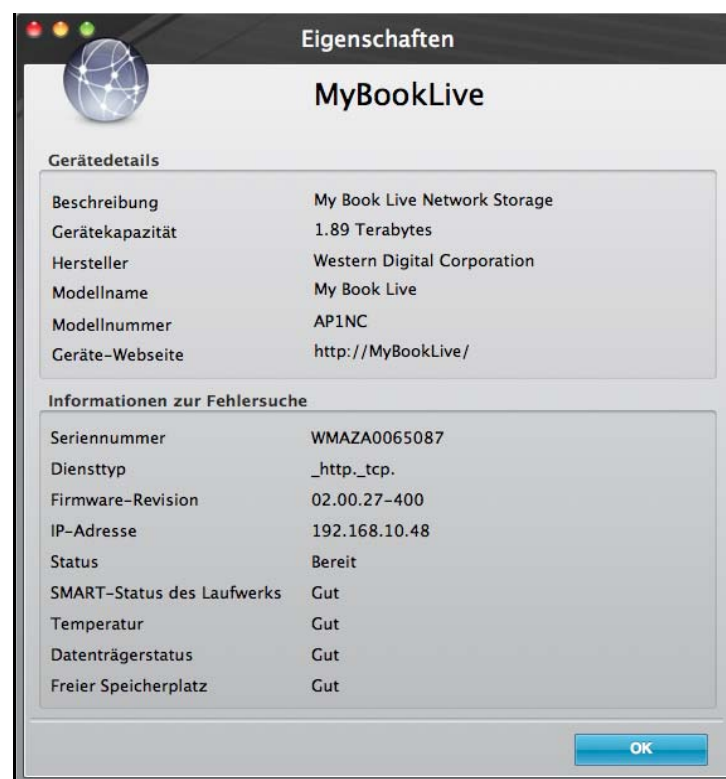 Eigenschaften
MyBookLive
Gerätedetails
Beschreibung My Book Live Network Storage
Gerätekapazität 1.89 Terabytes
Hersteller Western Digital Corporation
Modellname My Book Live
Modellnummer AP1NC
Geräte-Webseite http://MyBookLive/
Informationen zur Fehlersuche
Seriennummer WMAZA0065087
Diensttyp _http._tcp.
Firmware-Revision 02.00.27-400
IP-Adresse 192.168.10.48
Status Bereit
SMART-Status des Laufwerks Gut
Temperatur Gut
Datenträgerstatus Gut
Freier Speicherplatz Gut
OK